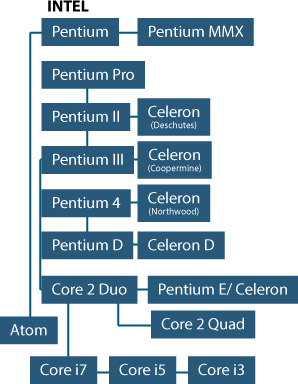 INTEL
Pentium
Pentium MMX
Pentium Pro
Pentium II
Celeron
(Deschutes)
Pentium III
Celeron
(Coopermine)
Pentium 4
Celeron
(Northwood)
Pentium D
Celeron D
Core 2 Duo
Pentium E/ Celeron
Core 2 Quad
Atom
Core i7
Core i5
Core i3